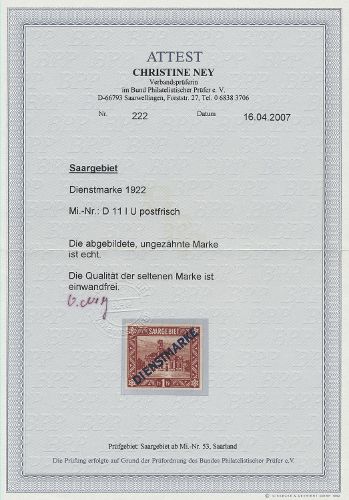 ATTEST
CHRISTINE NEY
Verbandsprüferin
im Bund Philatelistischer Prüfer e. V.
D-66793 Saarwellingen, Forststr. 27, Tel. 0 6838 3706
Nr. 222 Datum 16.04.2007
Saargebiet
Dienstmarke 1922
Mi.-Nr.: D 11 I U postfrisch
Die abgebildete, ungezähnte Marke
ist echt.
Die Qualität der seltenen Marke ist
einwandfrei.
SAARGEBIET
DIENSTMARKE
1
Prüfgebiet: Saargebiet ab Mi.-Nr. 53, Saarland
Die Prüfung erfolgte auf Grund der Prüfordnung des Bundes Philatelistischer Prüfer e.V.